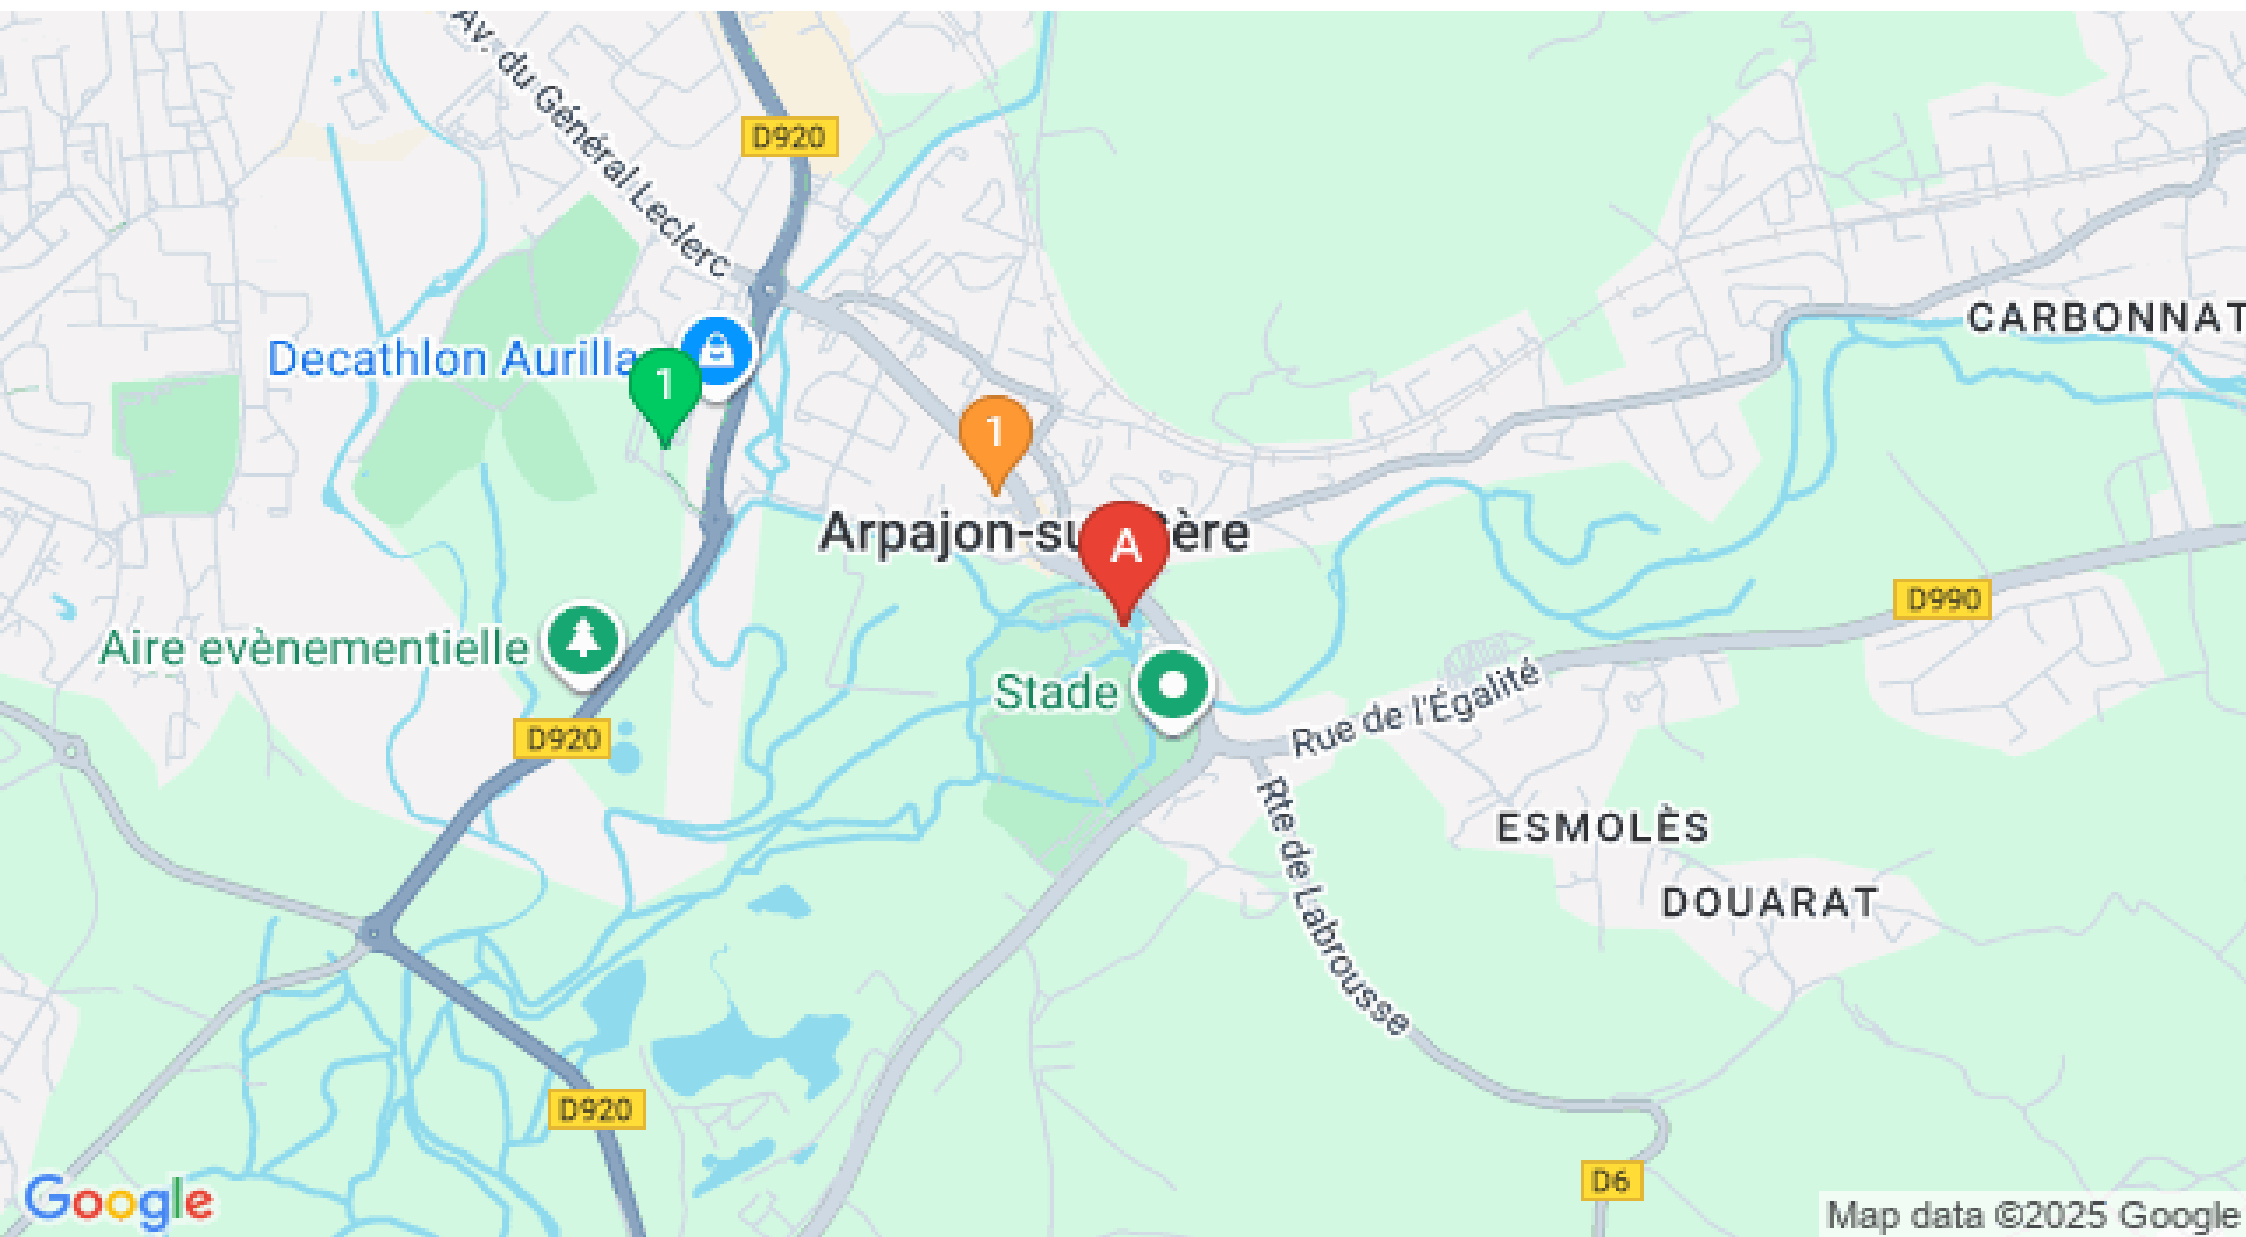 Av. du Général Leclerc
D920
CARBONNAT
Decathlon Aurilla
1
1
Arpajon-su ère
A
D990
Aire evènementielle
Stade
Rue de l'Égalité
D920
ESMOLÈS
Rte de Labrousse
DOUARAT
D920
D6
Google
Map data ©2025 Google